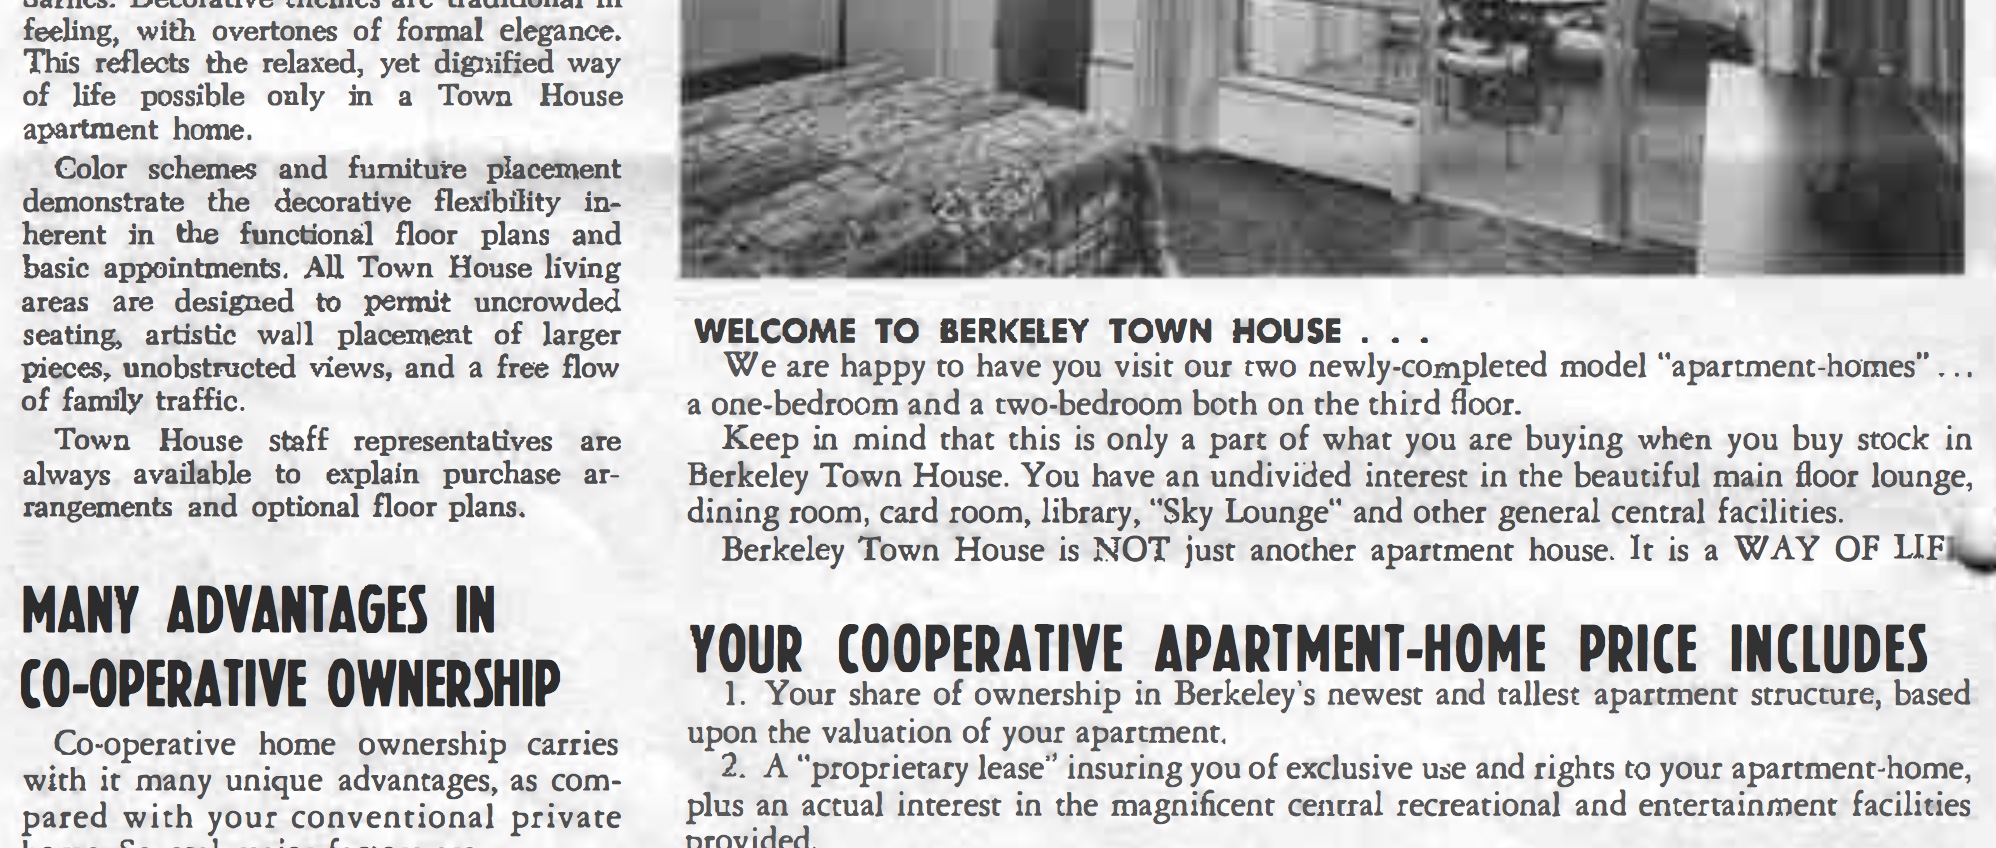 feeling, with overtones of formal elegance.
This reflects the relaxed, yet dignified way
of life possible only in a Town House
apartment home.
Color schemes and furniture placement
demonstrate the decorative flexibility in-
herent in the functional floor plans and
basic appointments. All Town House living
areas are designed to permit uncrowded
seating, artistic wall placement of larger
pieces, unobstructed views, and a free flow
of family traffic.
Town House staff representatives are
always available to explain purchase ar-
rangements and optional floor plans.
MANY ADVANTAGES IN
CO-OPERATIVE OWNERSHIP
Co-operative home ownership carries
with it many unique advantages, as com-
pared with your conventional private
WELCOME TO BERKELEY TOWN HOUSE . . .
We are happy to have you visit our two newly-completed model "apartment-homes" . . .
a one-bedroom and a two-bedroom both on the third floor.
Keep in mind that this is only a part of what you are buying when you buy stock in
Berkeley Town House. You have an undivided interest in the beautiful main floor lounge,
dining room, card room, library, "Sky Lounge" and other general central facilities.
Berkeley Town House is NOT just another apartment house. It is a WAY OF LIF
YOUR COOPERATIVE APARTMENT-HOME PRICE INCLUDES
1. Your share of ownership in Berkeley's newest and tallest apartment structure, based
upon the valuation of your apartment.
2. A "proprietary lease" insuring you of exclusive use and rights to your apartment-home,
plus an actual interest in the magnificent central recreational and entertainment facilities
provided.